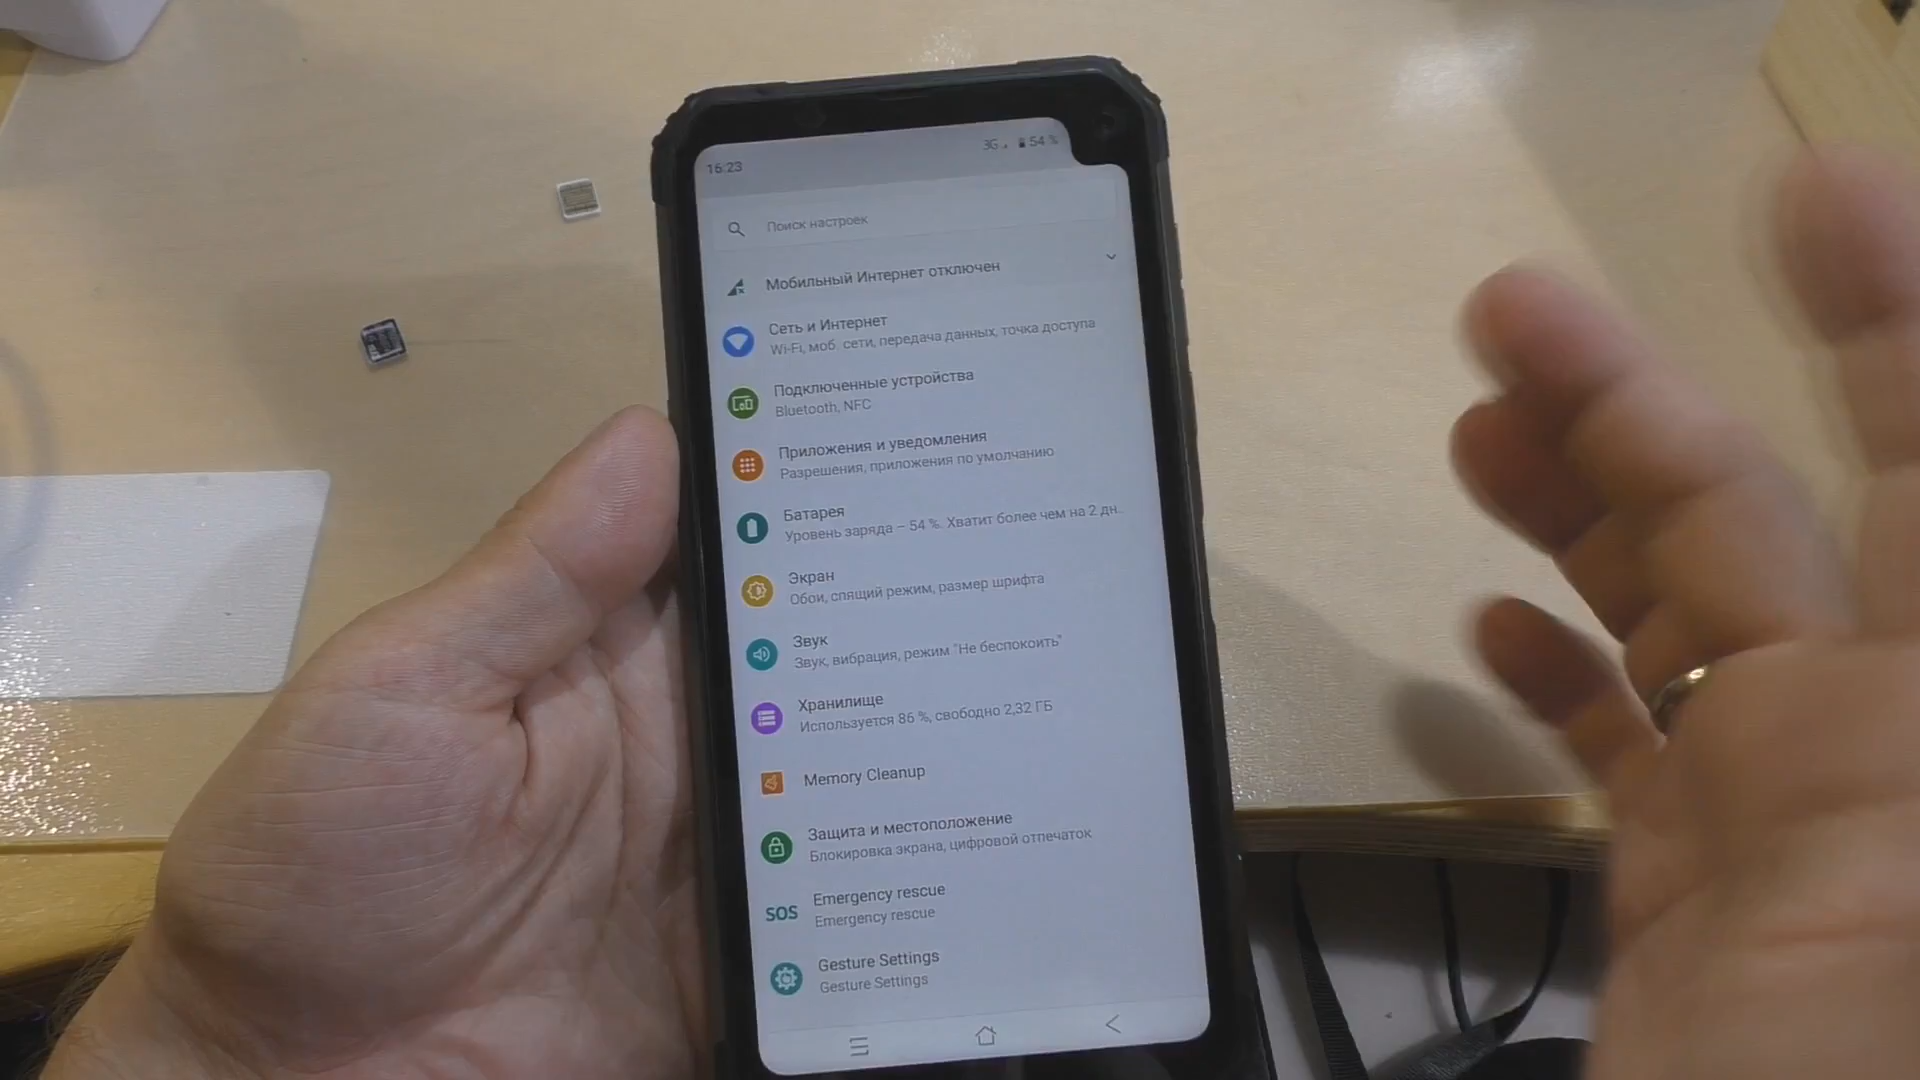 16:23
3G 54 %
Поиск настроек
Мобильный Интернет отключен
Сеть и Интернет
Wi-Fi, моб. сети, передача данных, точка доступа
Подключенные устройства
Bluetooth, NFC
Приложения и уведомления
Разрешения, приложения по умолчанию
Батарея
Уровень заряда – 54 %. Хватит более чем на 2 дн..
Экран
Обои, спящий режим, размер шрифта
Звук
Звук, вибрация, режим "Не беспокоить"
Хранилище
Используется 86 %, свободно 2,32 ГБ
Memory Cleanup
Защита и местоположение
Блокировка экрана, цифровой отпечаток
SOS
Emergency rescue
Emergency rescue
Gesture Settings
Gesture Settings